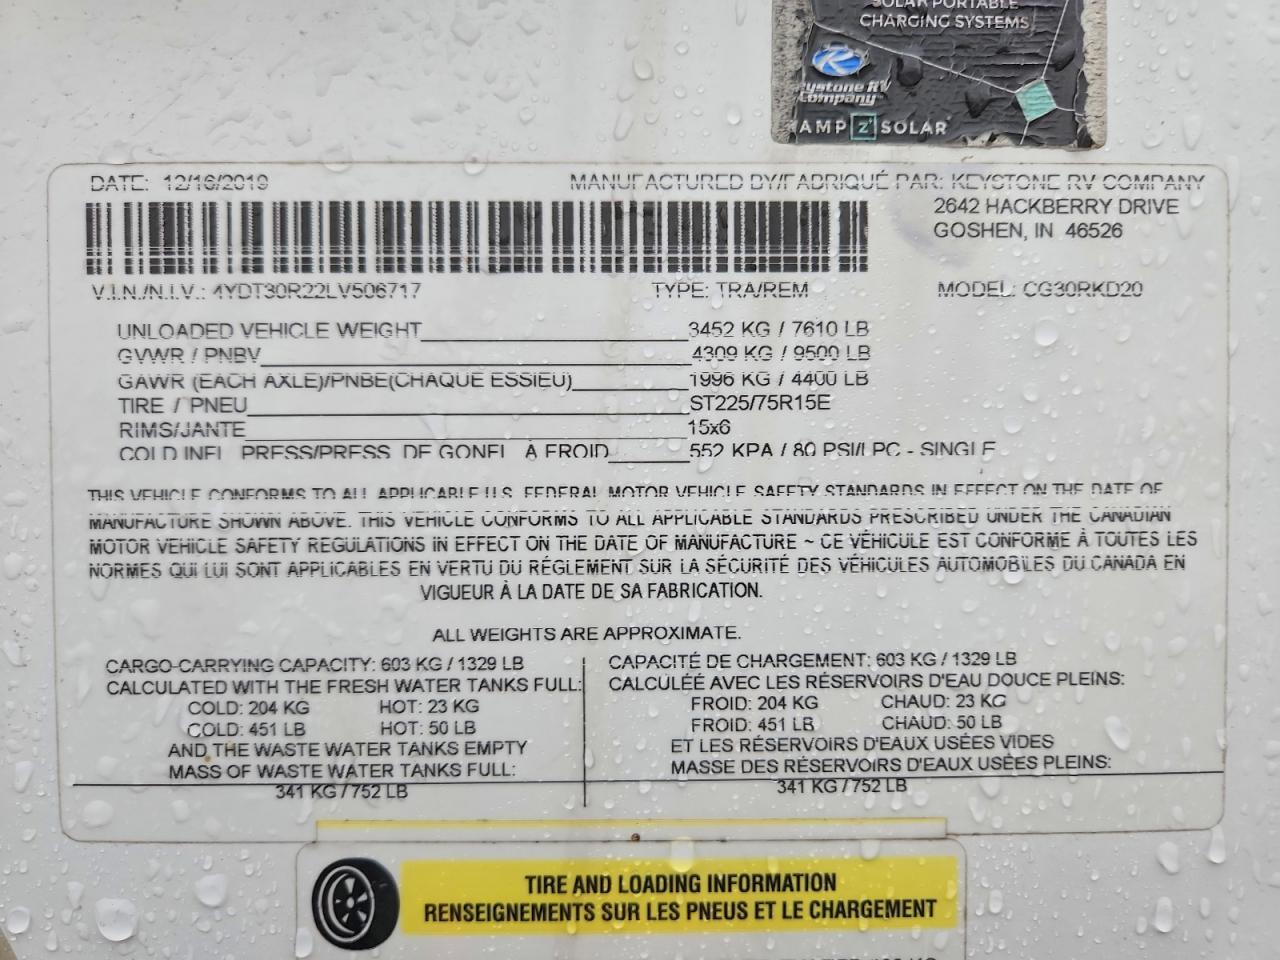 SOLAR PORTABLE
CHARGING SYSTEMS
Keystone RV
Company
AMP Z SOLAR
DATE: 12/16/2019
MANUFACTURED BY/FABRIQUÉ PAR: KEYSTONE RV COMPANY
2642 HACKBERRY DRIVE
GOSHEN, IN 46526
V.I.N./N.I.V.: 4YDT30R22LV506717
TYPE: TRA/REM
MODEL: CG30RKD20
UNLOADED VEHICLE WEIGHT 3452 KG / 7610 LB
GVWR / PNBV 4309 KG / 9500 LB
GAWR (EACH AXLE)/PNBE(CHAQUE ESSIEU) 1996 KG / 4400 LB
TIRE / PNEU ST225/75R15E
RIMS/JANTE 15x6
COLD INFL. PRESS/PRESS. DE GONFL. À FROID 552 KPA / 80 PSI/LPC - SINGLE
THIS VEHICLE CONFORMS TO ALL APPLICABLE U.S. FEDERAL MOTOR VEHICLE SAFETY STANDARDS IN EFFECT ON THE DATE OF
MANUFACTURE SHOWN ABOVE. THIS VEHICLE CONFORMS TO ALL APPLICABLE STANDARDS PRESCRIBED UNDER THE CANADIAN
MOTOR VEHICLE SAFETY REGULATIONS IN EFFECT ON THE DATE OF MANUFACTURE ~ CE VÉHICULE EST CONFORME À TOUTES LES
NORMES QUI LUI SONT APPLICABLES EN VERTU DU RÉGLEMENT SUR LA SÉCURITÉ DES VÉHICULES AUTOMOBILES DU CANADA EN
VIGUEUR À LA DATE DE SA FABRICATION.
ALL WEIGHTS ARE APPROXIMATE.
CARGO-CARRYING CAPACITY: 603 KG / 1329 LB
CALCULATED WITH THE FRESH WATER TANKS FULL:
COLD: 204 KG HOT: 23 KG
COLD: 451 LB HOT: 50 LB
AND THE WASTE WATER TANKS EMPTY
MASS OF WASTE WATER TANKS FULL:
341 KG / 752 LB
CAPACITÉ DE CHARGEMENT: 603 KG / 1329 LB
CALCULÉE AVEC LES RÉSERVOIRS D'EAU DOUCE PLEINS:
FROID: 204 KG CHAUD: 23 KG
FROID: 451 LB CHAUD: 50 LB
ET LES RÉSERVOIRS D'EAUX USÉES VIDES
MASSE DES RÉSERVOIRS D'EAUX USÉES PLEINS:
341 KG / 752 LB
TIRE AND LOADING INFORMATION
RENSEIGNEMENTS SUR LES PNEUS ET LE CHARGEMENT